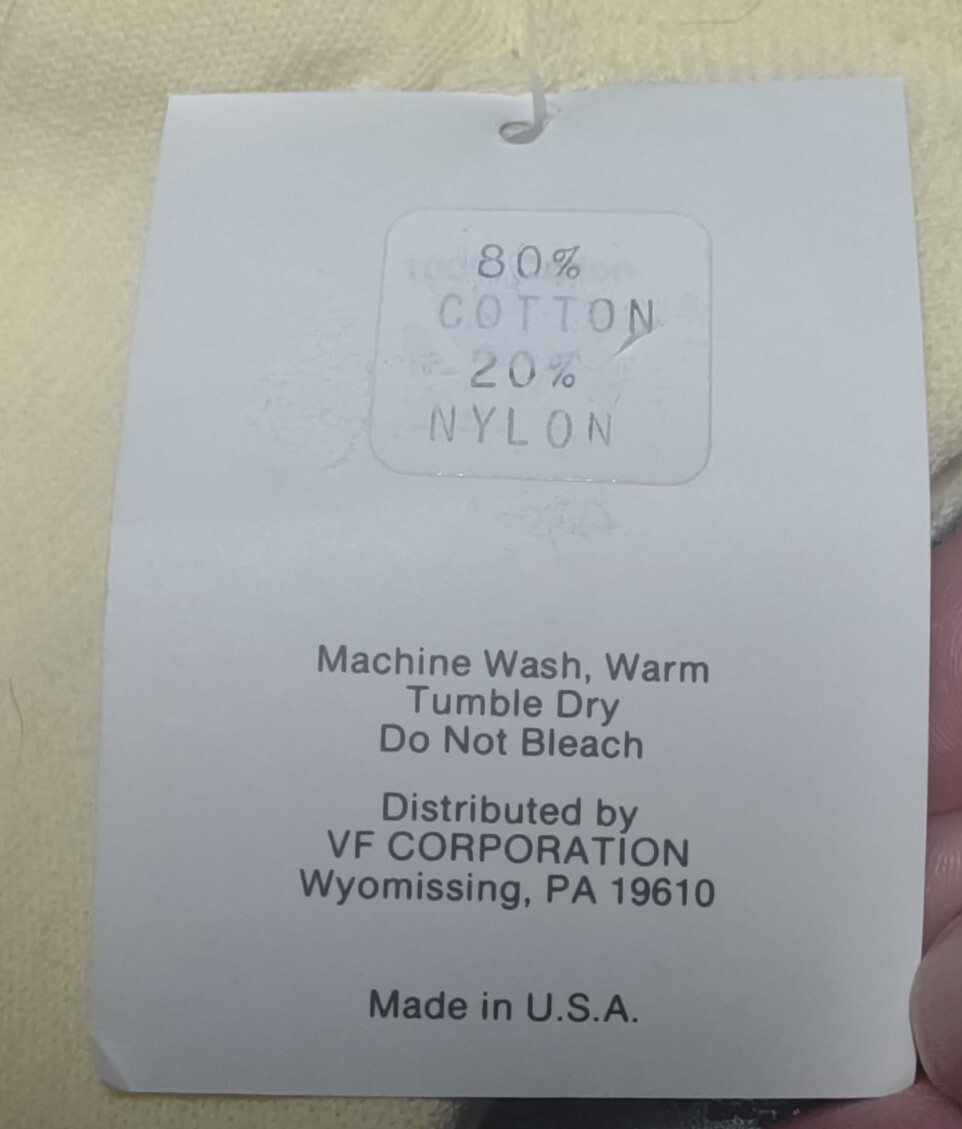 80%
COTTON
20%
NYLON
Machine Wash, Warm
Tumble Dry
Do Not Bleach
Distributed by
VF CORPORATION
Wyomissing, PA 19610
Made in U.S.A.